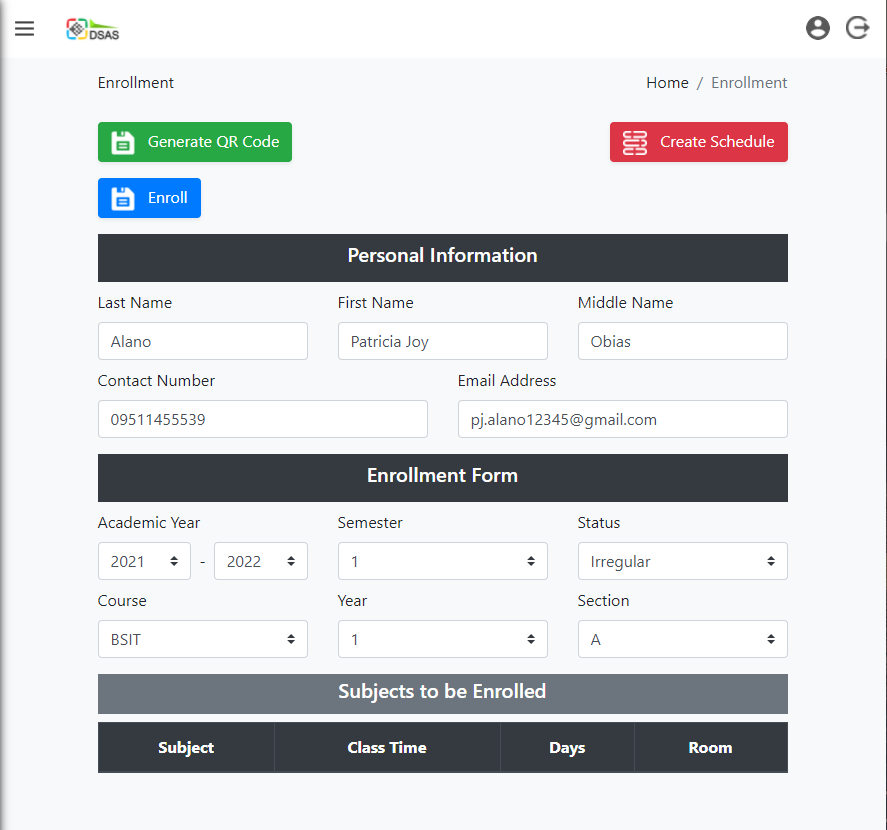 DSAS
Enrollment
Home / Enrollment
Generate QR Code
Create Schedule
Enroll
Personal Information
Last Name First Name Middle Name
Alano Patricia Joy Obias
Contact Number Email Address
09511455539 pj.alano12345@gmail.com
Enrollment Form
Academic Year Semester Status
2021 - 2022 1 Irregular
Course Year Section
BSIT 1 A
Subjects to be Enrolled
Subject Class Time Days Room